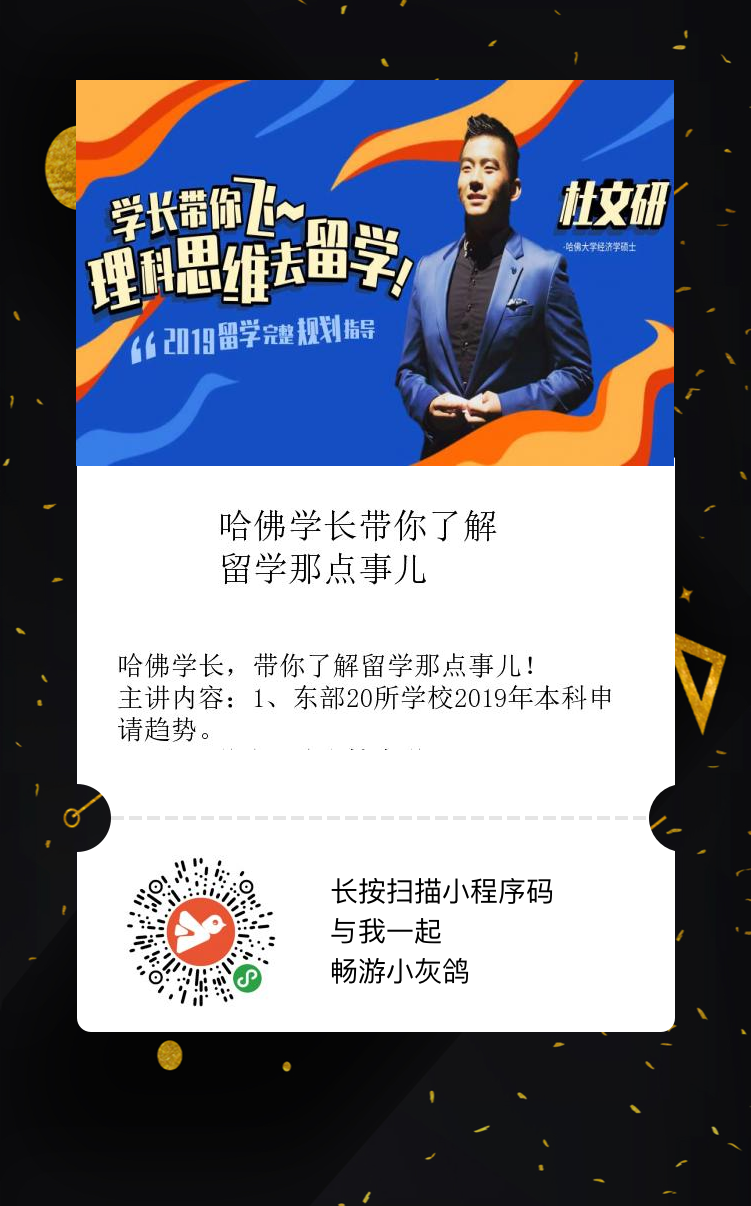 学长带你飞~
理科思维去留学!
“2019留学完整规划指导
杜文研
-哈佛大学经济学硕士
哈佛学长带你了解
留学那点事儿
哈佛学长，带你了解留学那点事儿！
主讲内容：1、东部20所学校2019年本科申
请趋势。
长按扫描小程序码
与我一起
畅游小灰鸽